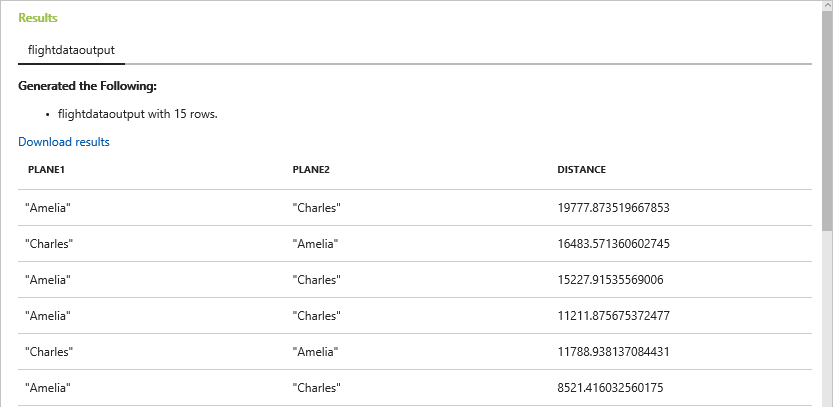 Results
flightdataoutput
Generated the Following:
• flightdataoutput with 15 rows.
Download results
PLANE1 PLANE2 DISTANCE
"Amelia" "Charles" 19777.873519667853
"Charles" "Amelia" 16483.571360602745
"Amelia" "Charles" 15227.91535569006
"Amelia" "Charles" 11211.875675372477
"Charles" "Amelia" 11788.938137084431
"Amelia" "Charles" 8521.416032560175